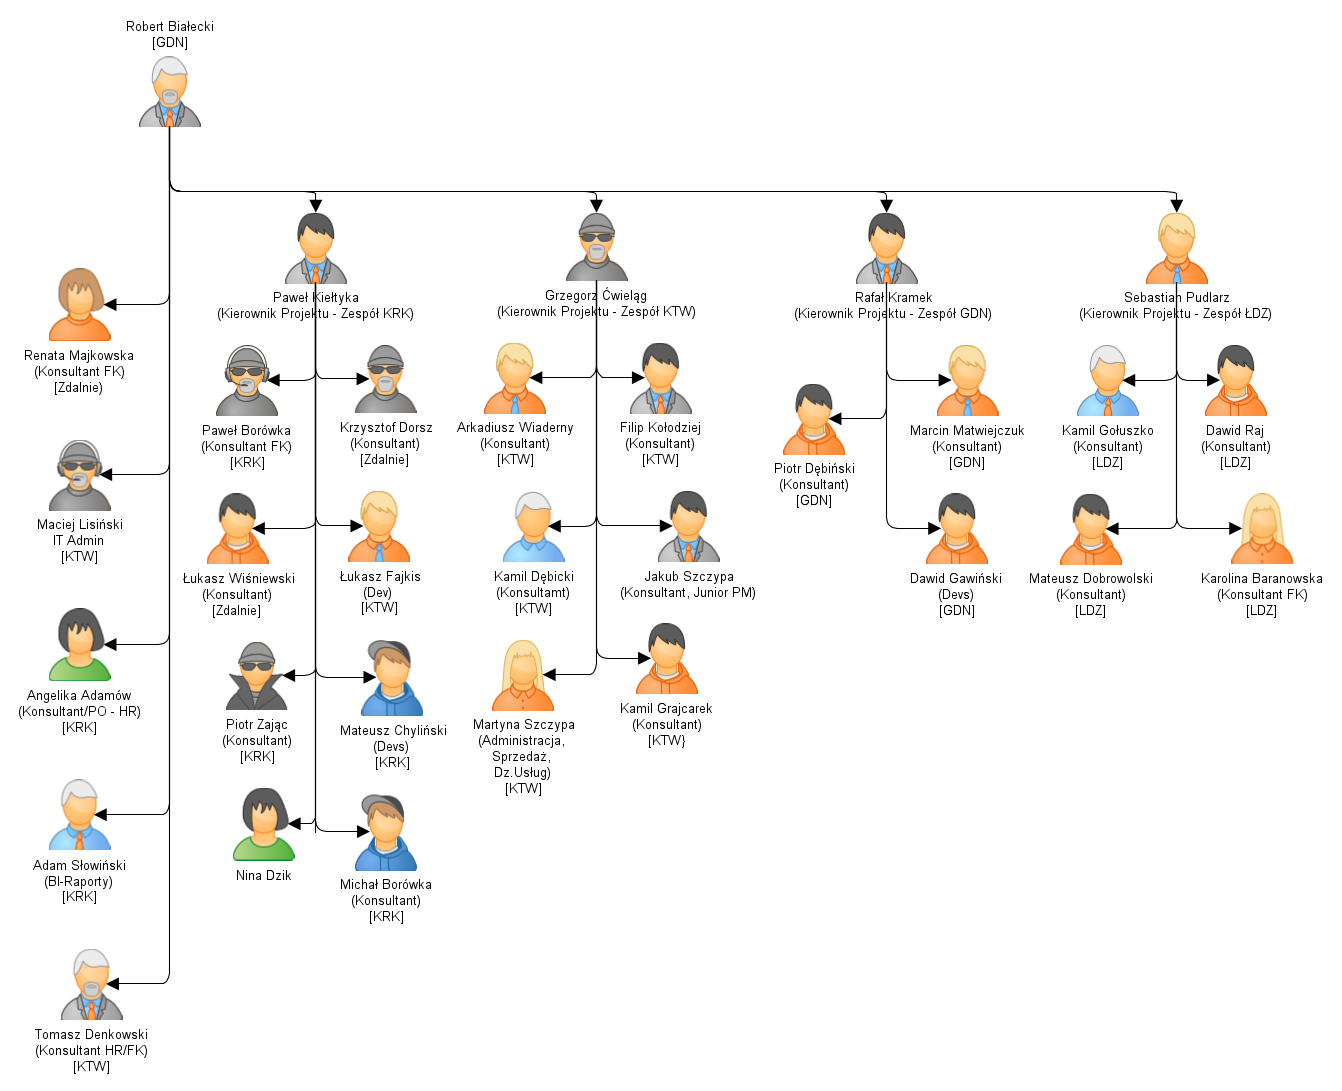 Robert Białecki
[GDN]
Paweł Kiełtyka
(Kierownik Projektu - Zespół KRK)
Grzegorz Ćwieląg
(Kierownik Projektu - Zespół KTW)
Rafał Kramek
(Kierownik Projektu - Zespół GDN)
Sebastian Pudlarz
(Kierownik Projektu - Zespół ŁDZ)
Renata Majkowska
(Konsultant FK)
[Zdalnie]
Maciej Lisiński
IT Admin
[KTW]
Angelika Adamów
(Konsultant/PO - HR)
[KRK]
Adam Słowiński
(BI-Raporty)
[KRK]
Tomasz Denkowski
(Konsultant HR/FK)
[KTW]
Paweł Borówka
(Konsultant FK)
[KRK]
Krzysztof Dorsz
(Konsultant)
[Zdalnie]
Łukasz Wiśniewski
(Konsultant)
[Zdalnie]
Łukasz Fajkis
(Dev)
[KTW]
Piotr Zając
(Konsultant)
[KRK]
Mateusz Chyliński
(Devs)
[KRK]
Nina Dzik
Michał Borówka
(Konsultant)
[KRK]
Arkadiusz Wiaderny
(Konsultant)
[KTW]
Filip Kołodziej
(Konsultant)
[KTW]
Kamil Dębicki
(Konsultamt)
[KTW]
Jakub Szczypa
(Konsultant, Junior PM)
Martyna Szczypa
(Administracja,
Sprzedaż,
Dz.Usług)
[KTW]
Kamil Grajcarek
(Konsultant)
[KTW}
Piotr Dębiński
(Konsultant)
[GDN]
Marcin Matwiejczuk
(Konsultant)
[GDN]
Dawid Gawiński
(Devs)
[GDN]
Kamil Gołuszko
(Konsultant)
[LDZ]
Dawid Raj
(Konsultant)
[LDZ]
Mateusz Dobrowolski
(Konsultant)
[LDZ]
Karolina Baranowska
(Konsultant FK)
[LDZ]